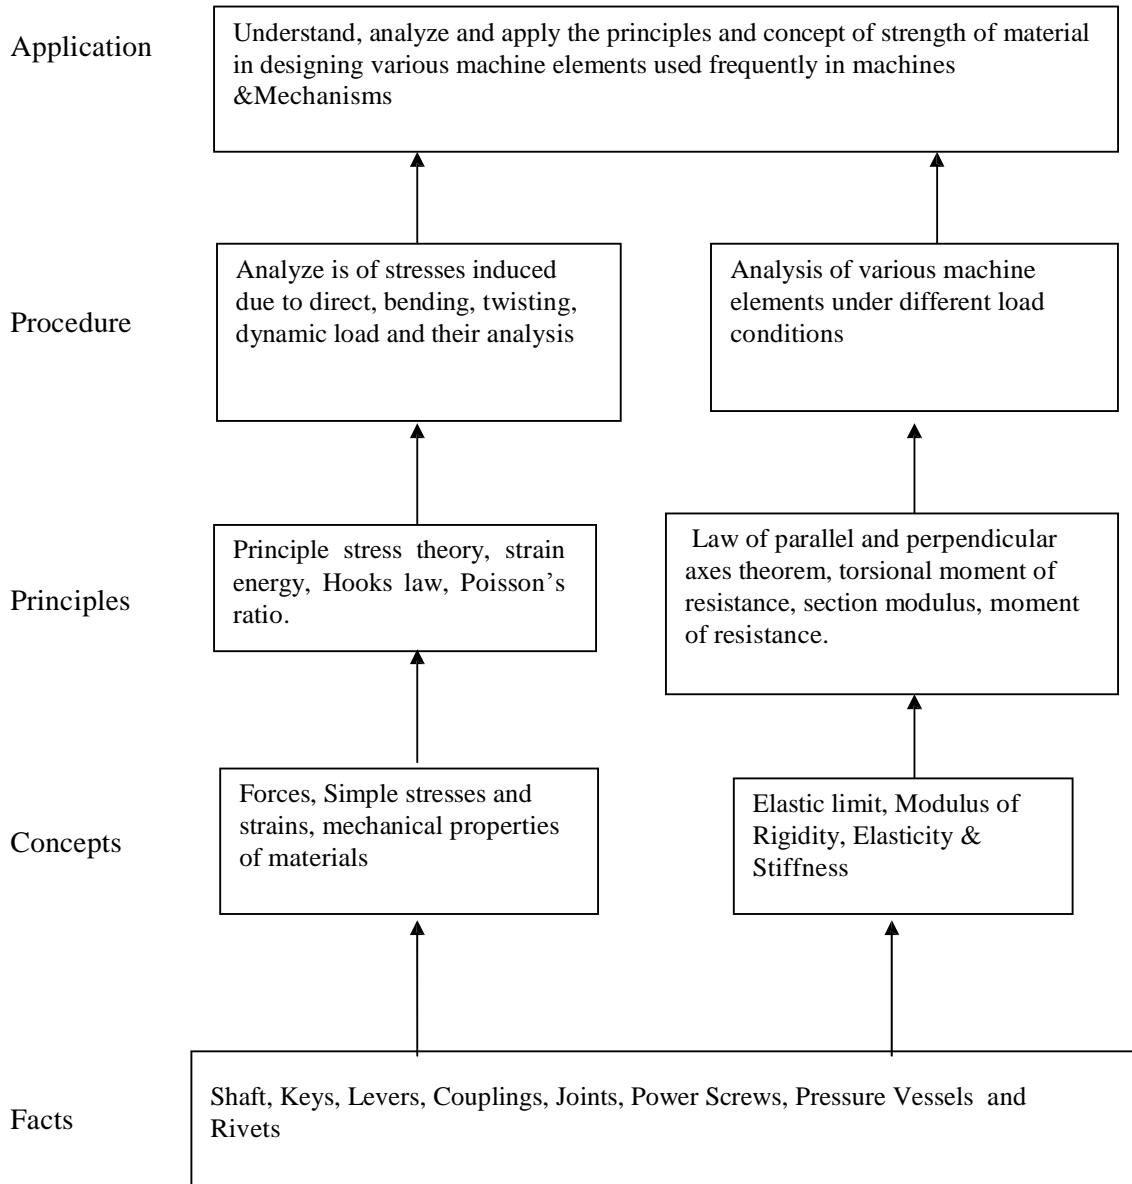 Application
Understand, analyze and apply the principles and concept of strength of material
in designing various machine elements used frequently in machines
&Mechanisms
Procedure
Analyze is of stresses induced
due to direct, bending, twisting,
dynamic load and their analysis
Analysis of various machine
elements under different load
conditions
Principles
Principle stress theory, strain
energy, Hooks law, Poisson's
ratio.
Law of parallel and perpendicular
axes theorem, torsional moment of
resistance, section modulus, moment
of resistance.
Concepts
Forces, Simple stresses and
strains, mechanical properties
of materials
Elastic limit, Modulus of
Rigidity, Elasticity &
Stiffness
Facts
Shaft, Keys, Levers, Couplings, Joints, Power Screws, Pressure Vessels and
Rivets